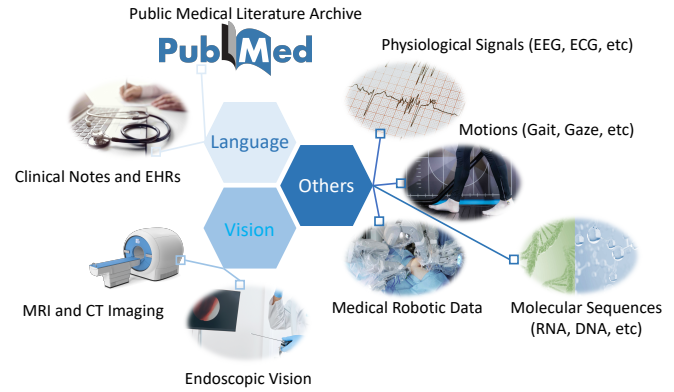 Public Medical Literature Archive
PubMed
Physiological Signals (EEG, ECG, etc)
Motions (Gait, Gaze, etc)
Language
Clinical Notes and EHRs
Others
Vision
MRI and CT Imaging
Medical Robotic Data
Molecular Sequences
(RNA, DNA, etc)
Endoscopic Vision